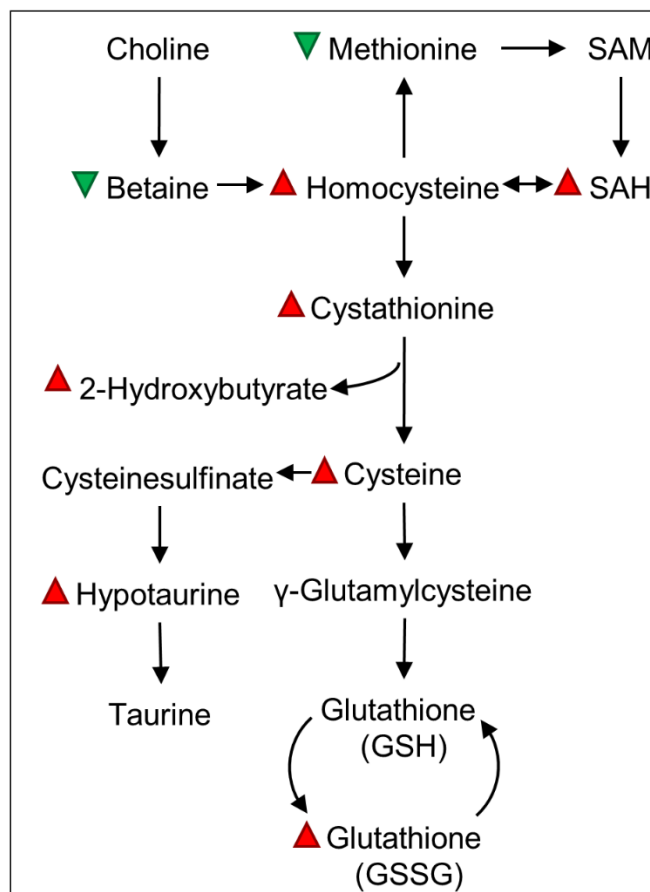 Choline
Methionine
SAM
Betaine
Homocysteine
SAH
Cystathionine
2-Hydroxybutyrate
Cysteinesulfinate
Cysteine
Hypotaurine
γ-Glutamylcysteine
Taurine
Glutathione
(GSH)
Glutathione
(GSSG)